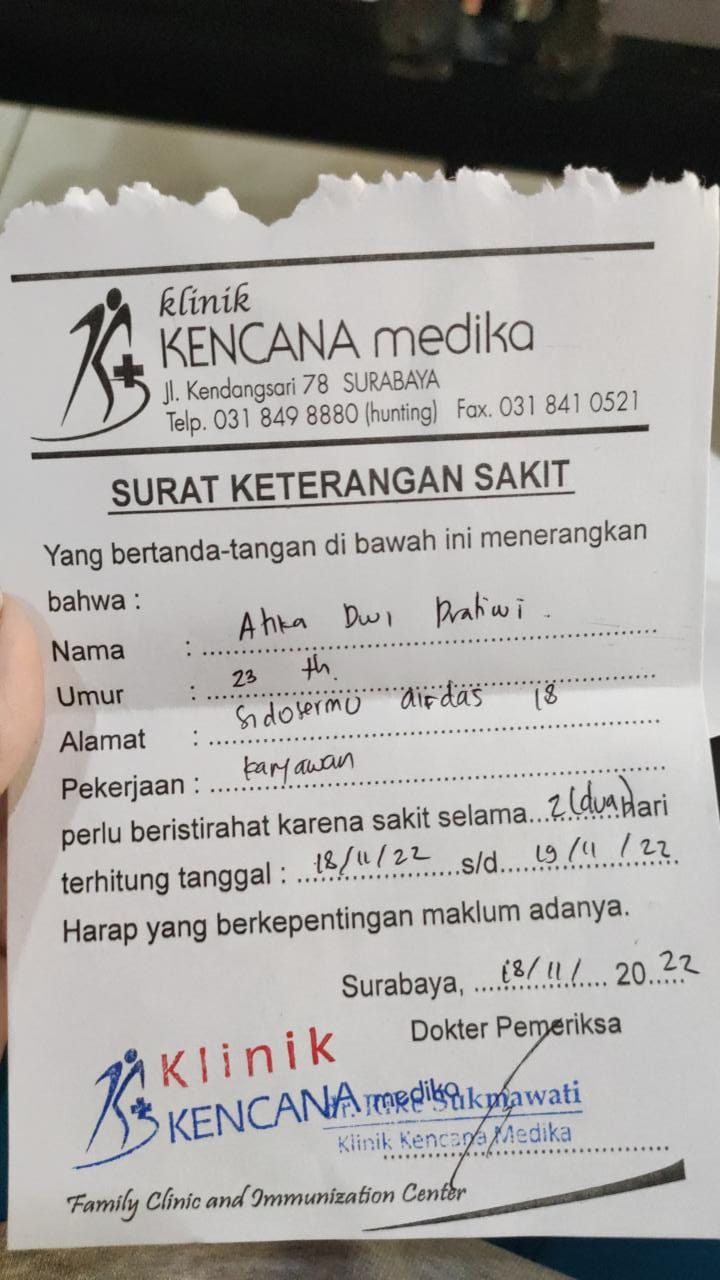 klinik
KENCANA medika
Jl. Kendangsari 78 SURABAYA
Telp. 031 849 8880 (hunting) Fax. 031 841 0521
SURAT KETERANGAN SAKIT
Yang bertanda-tangan di bawah ini menerangkan
bahwa :
Nama : Atika Dwi Pratiwi.
Umur : 23 th.
Alamat : Sidosermo airdas 18
Pekerjaan : karyawan
perlu beristirahat karena sakit selama...2 (dua) Hari
terhitung tanggal : 18/11/22 s/d 19/11/22
Harap yang berkepentingan maklum adanya.
Surabaya, 18/11/ 2022
Dokter Pemeriksa
Klinik
KENCANA medika
Sukmawati
Klinik Kencana Medika
Family Clinic and Immunization Center